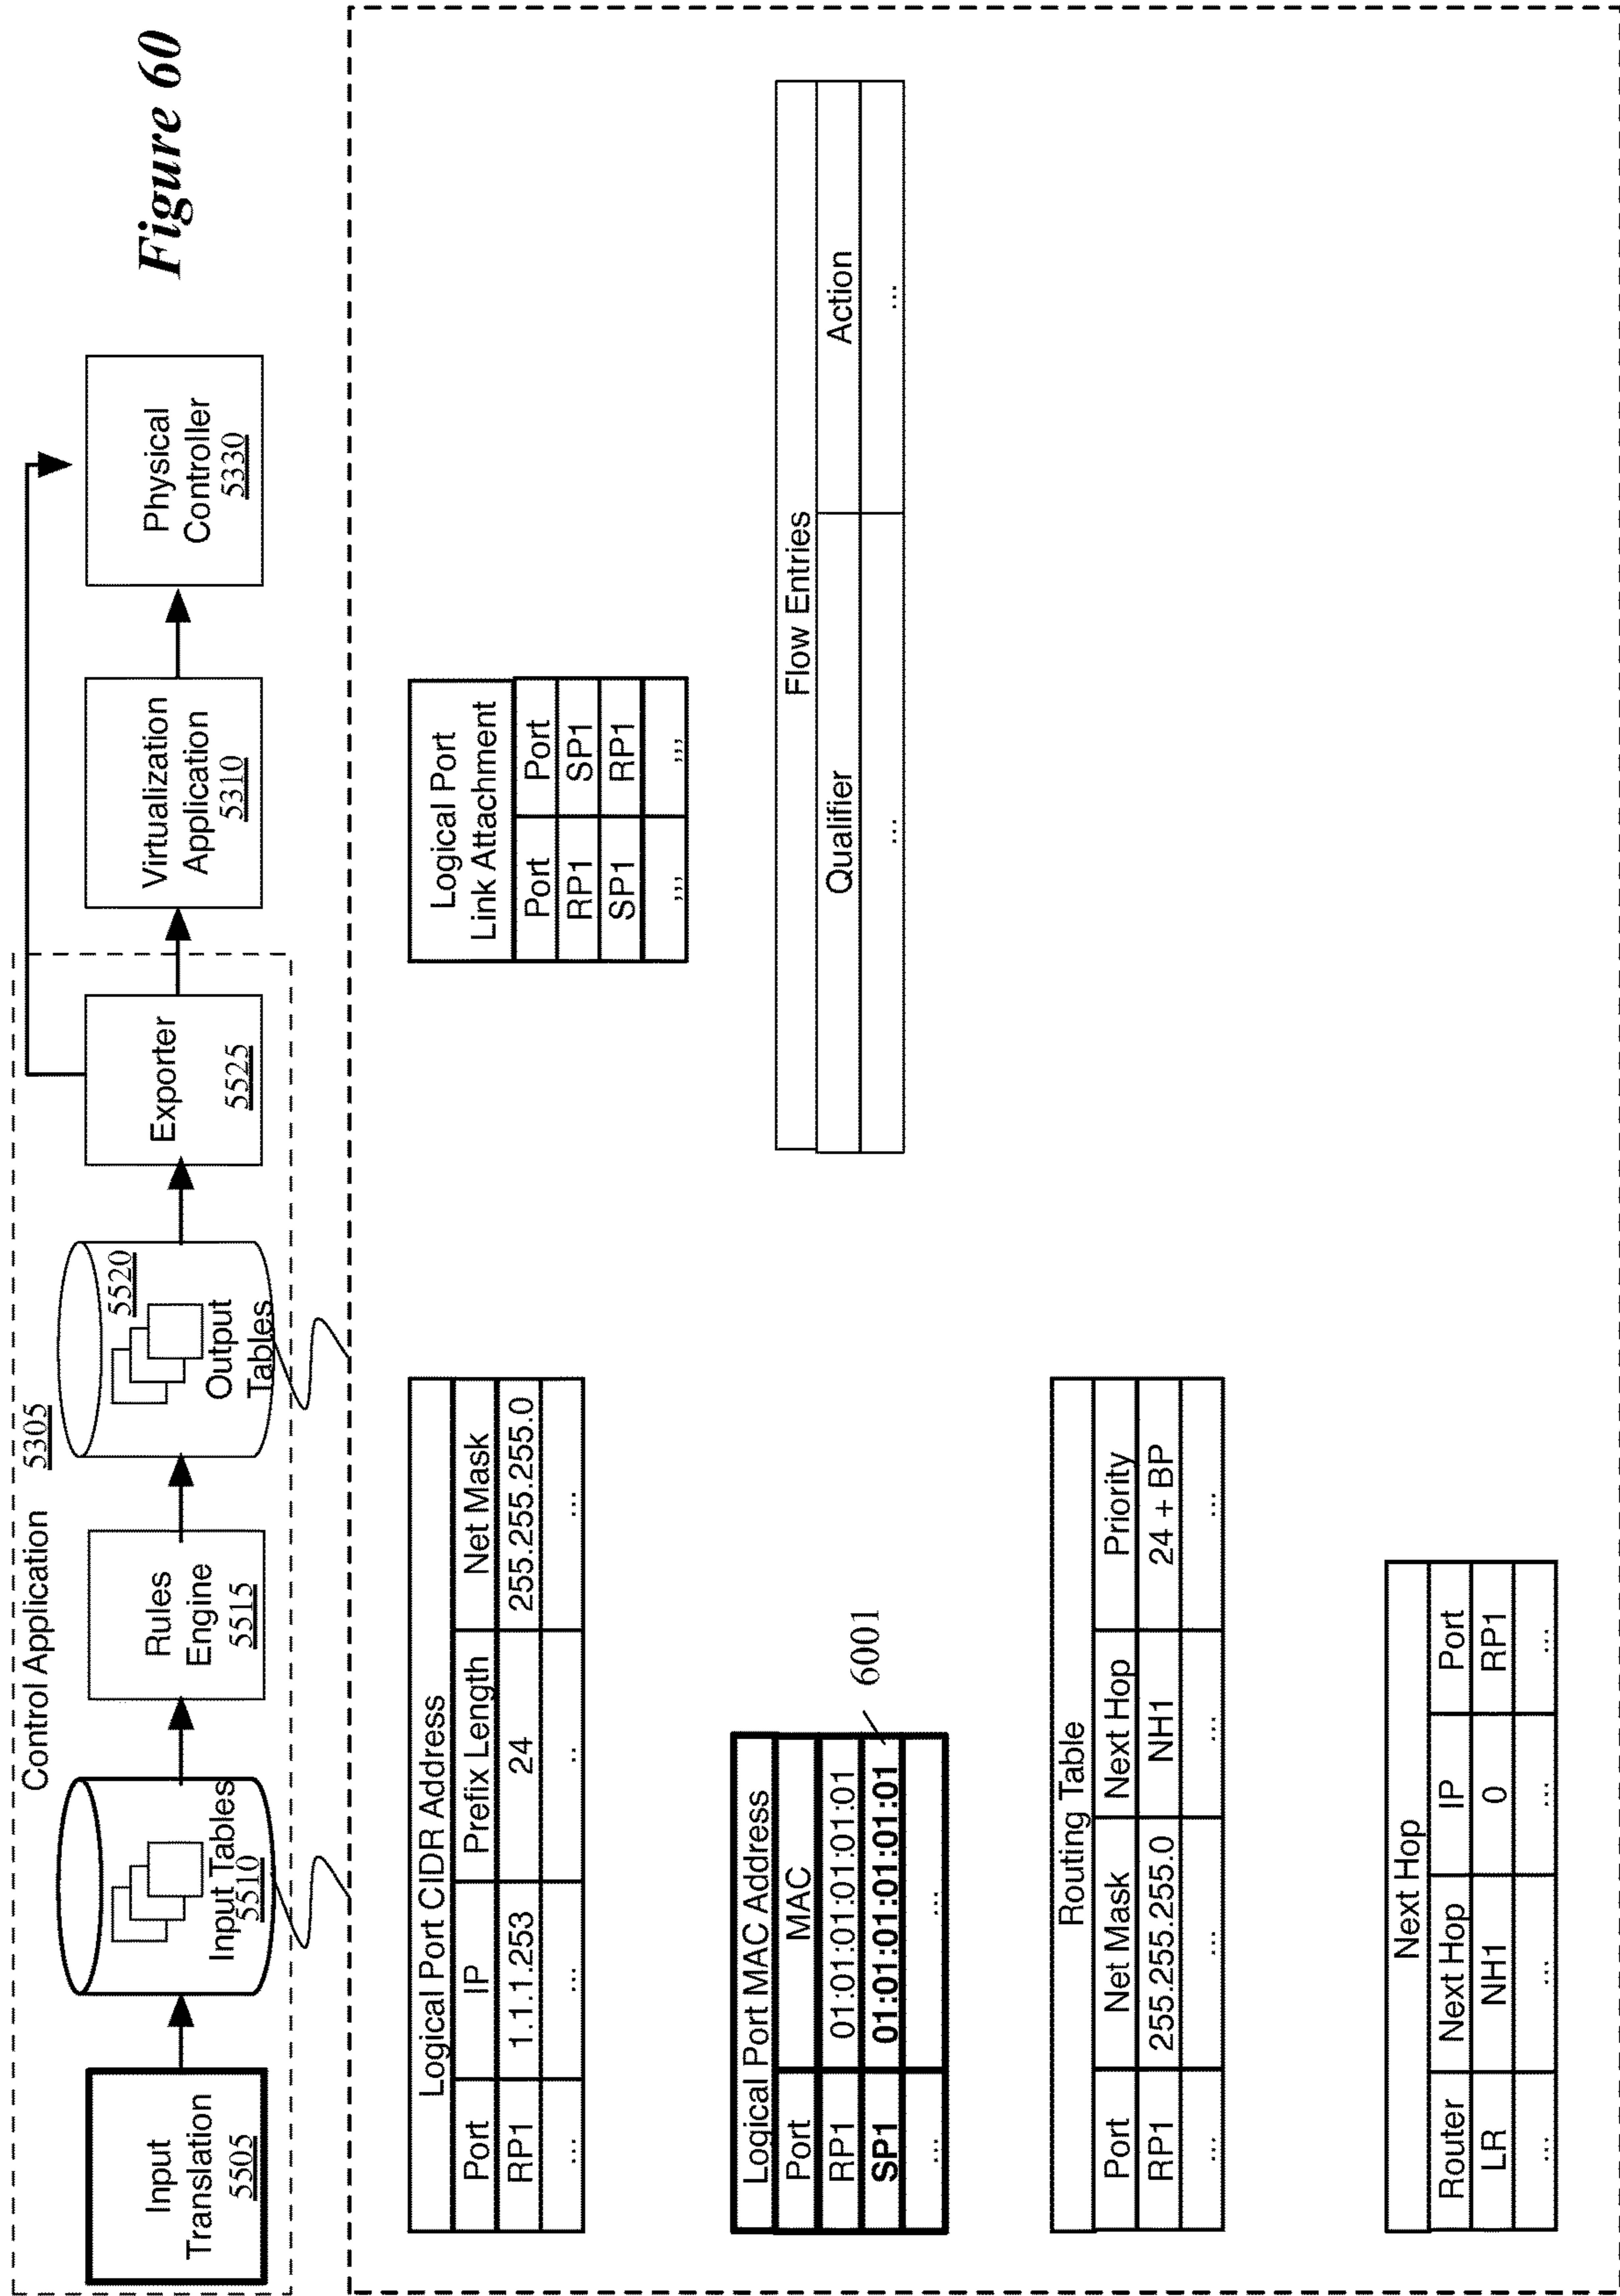 Figure 60
Control Application
5305
Input
Translation
5505
Input Tables
5510
Rules
Engine
5515
5520
Output
Tables
Exporter
5525
Virtualization
Application
5310
Physical
Controller
5330
Logical Port CIDR Address
Port IP Prefix Length Net Mask
RP1 1.1.1.253 24 255.255.255.0
... ... .. ...
Logical Port
Link Attachment
Port Port
RP1 SP1
SP1 RP1
,,, ,,,
Logical Port MAC Address
Port MAC
RP1 01:01:01:01:01:01
SP1 01:01:01:01:01:01
... ...
6001
Flow Entries
Qualifier Action
... ...
Routing Table
Port Net Mask Next Hop Priority
RP1 255.255.255.0 NH1 24 + BP
... ... ... ...
Next Hop
Router Next Hop IP Port
LR NH1 0 RP1
... ... ... ...